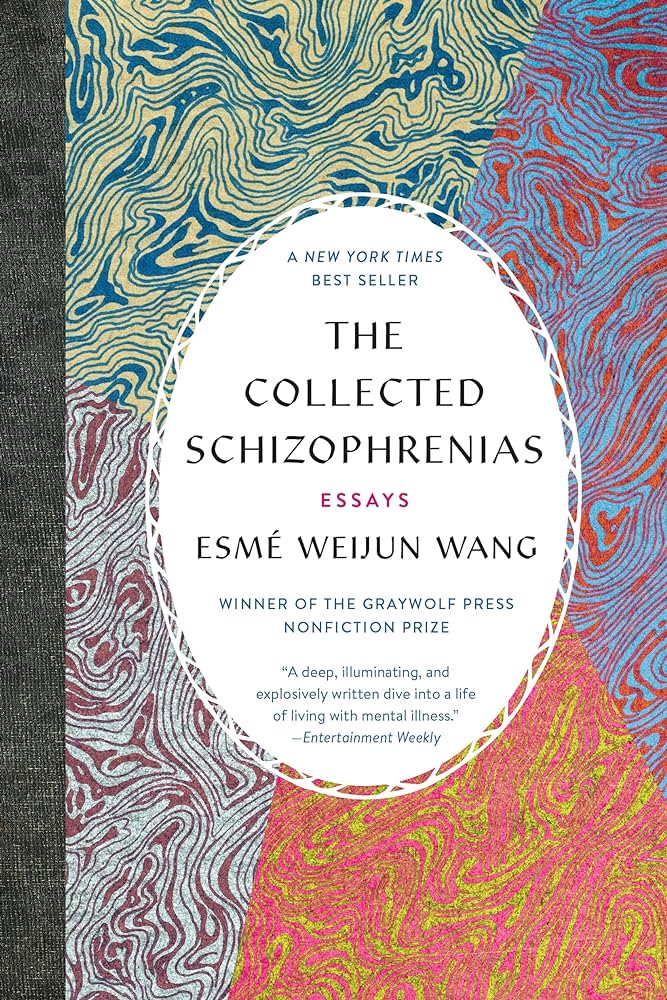 A NEW YORK TIMES
BEST SELLER
THE
COLLECTED
SCHIZOPHRENIAS
ESSAYS
ESMÉ WEIJUN WANG
WINNER OF THE GRAYWOLF PRESS
NONFICTION PRIZE
“A deep, illuminating, and
explosively written dive into a life
of living with mental illness.”
—Entertainment Weekly